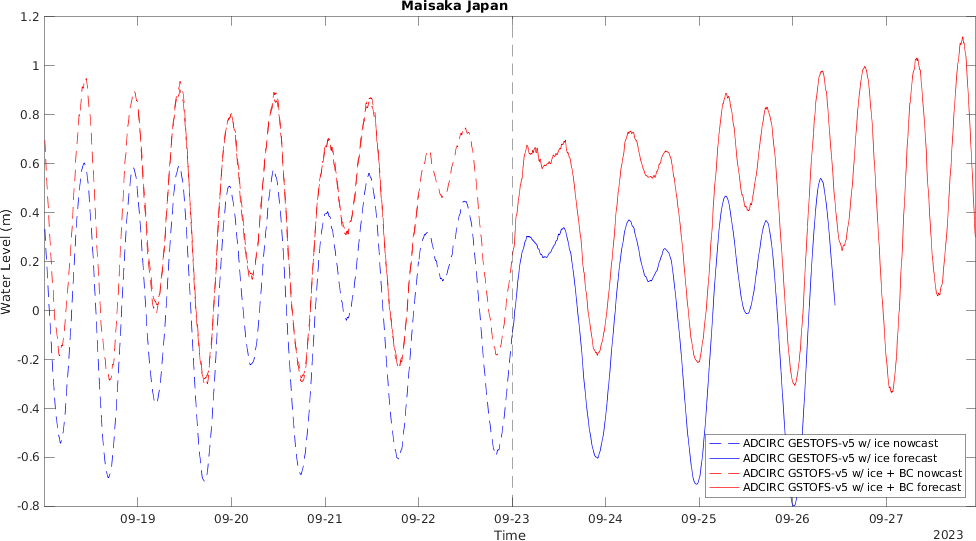 Maisaka Japan
1.2
1
0.8
0.6
0.4
0.2
0
-0.2
-0.4
-0.6
-0.8
Water Level (m)
ADCIRC GESTOFS-v5 w/ ice nowcast
ADCIRC GESTOFS-v5 w/ ice forecast
ADCIRC GSTOFS-v5 w/ ice + BC nowcast
ADCIRC GSTOFS-v5 w/ ice + BC forecast
09-19 09-20 09-21 09-22 09-23 09-24 09-25 09-26 09-27
Time
2023